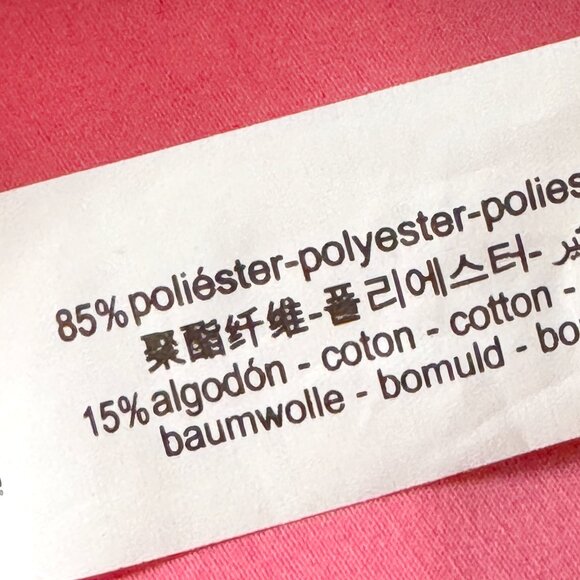 85% poliéster-polyester-polies
聚酯纤维-폴리에스터-
15% algodón - coton - cotton -
baumwolle - bomuld - bo